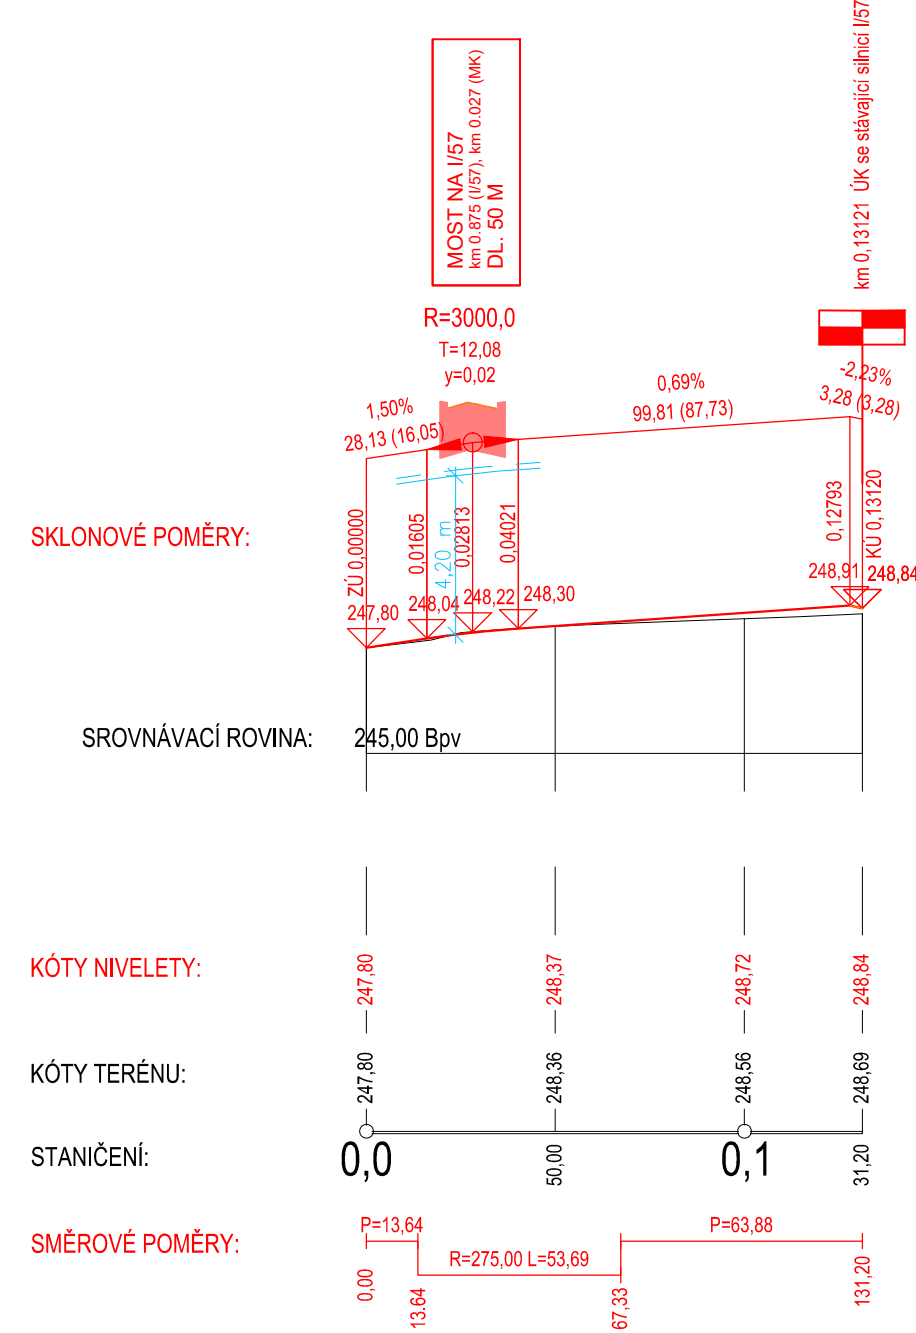 km 0,13121 ÚK se stávající silnicí I/57
MOST NA I/57
km 0.875 (I/57), km 0.027 (MK)
DL. 50 M
R=3000,0
T=12,08
y=0,02
1,50%
28,13 (16,05)
0,69%
99,81 (87,73)
-2,23%
3,28 (3,28)
SKLONOVÉ POMĚRY:
ZÚ 0,00000
0,01605
4,20 m
0,02813
0,04021
0,12793
KÚ 0,13120
247,80
248,04
248,22
248,30
248,91
248,84
SROVNÁVACÍ ROVINA: 245,00 Bpv
KÓTY NIVELETY:
247,80
248,37
248,72
248,84
KÓTY TERÉNU:
247,80
248,36
248,56
248,69
STANIČENÍ:
0,0
50,00
0,1
31,20
SMĚROVÉ POMĚRY:
P=13,64
R=275,00 L=53,69
P=63,88
0,00
13.64
67,33
131,20